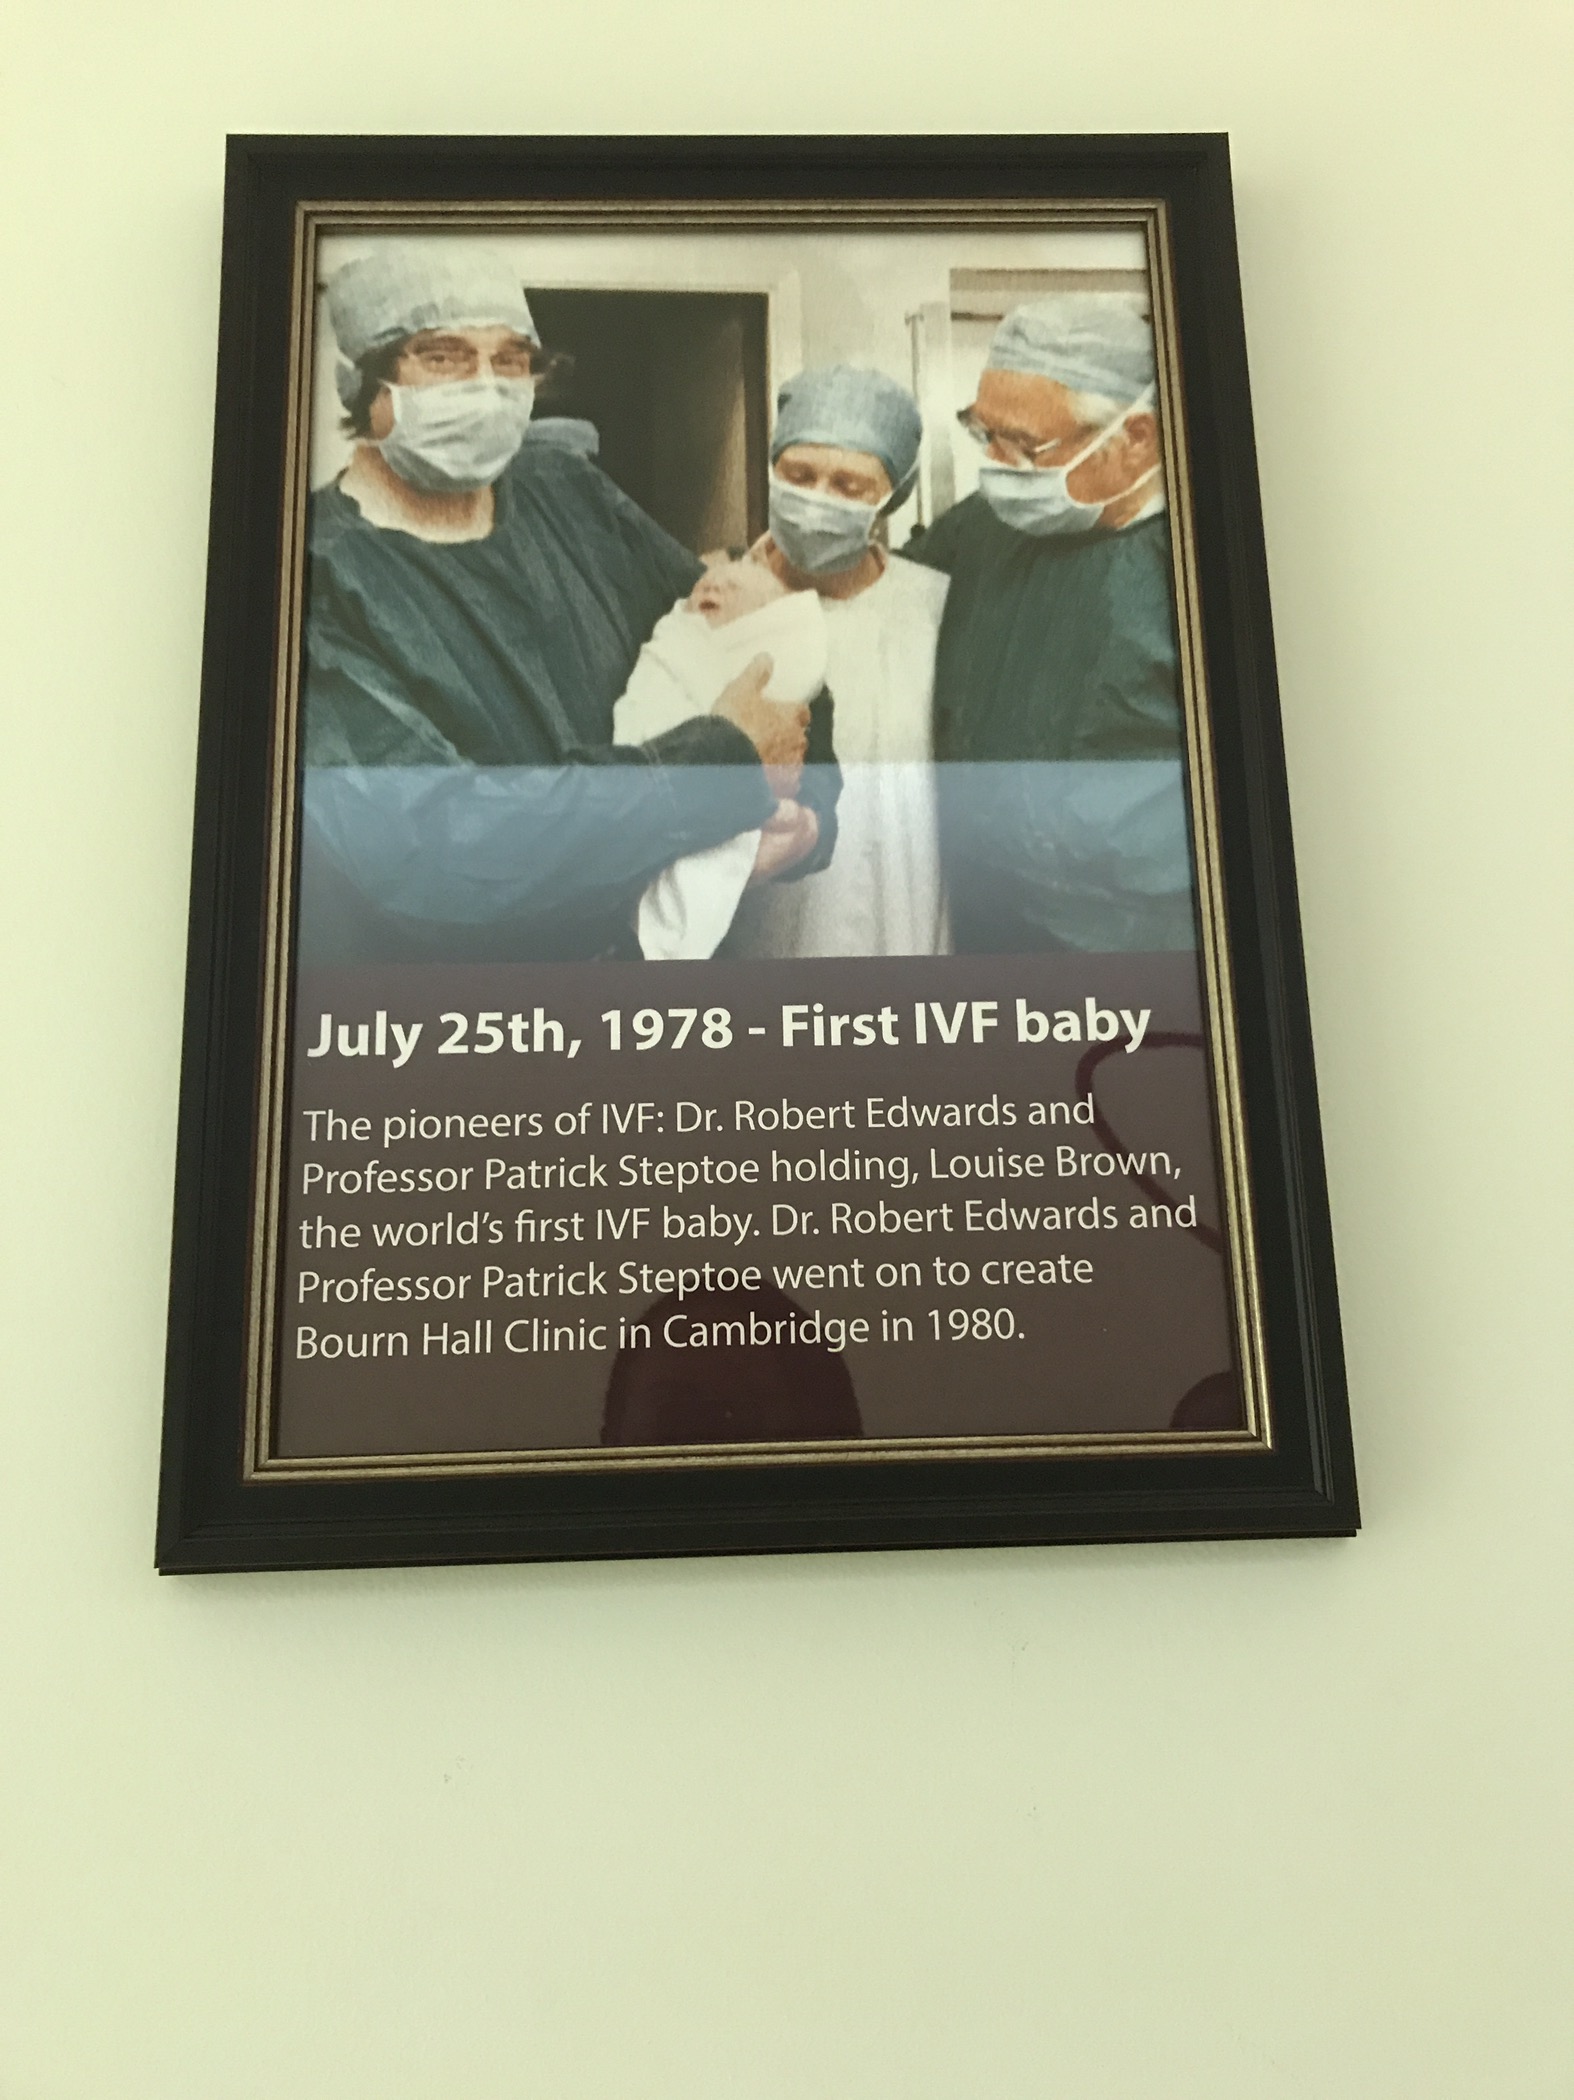 July 25th, 1978 - First IVF baby
The pioneers of IVF: Dr. Robert Edwards and
Professor Patrick Steptoe holding, Louise Brown,
the world's first IVF baby. Dr. Robert Edwards and
Professor Patrick Steptoe went on to create
Bourn Hall Clinic in Cambridge in 1980.